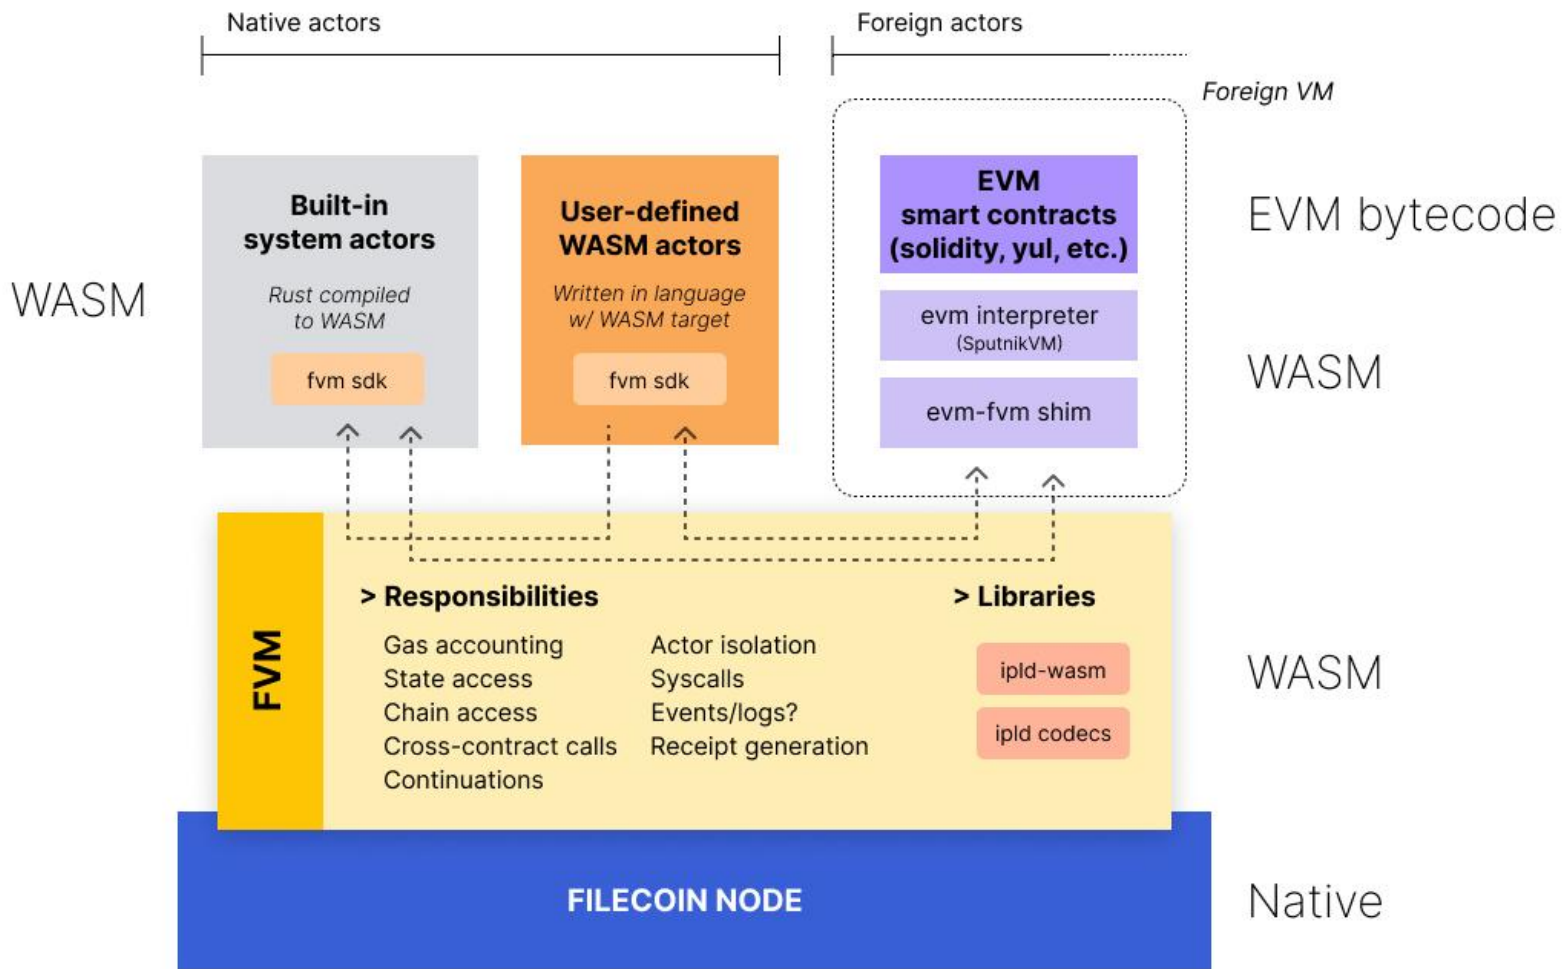 Native actors
Foreign actors
Foreign VM
Built-in
system actors
Rust compiled
to WASM
fvm sdk
User-defined
WASM actors
Written in language
w/ WASM target
fvm sdk
EVM
smart contracts
(solidity, yul, etc.)
evm interpreter
(SputnikVM)
evm-fvm shim
WASM
EVM bytecode
WASM
FVM
> Responsibilities
Gas accounting
State access
Chain access
Cross-contract calls
Continuations
Actor isolation
Syscalls
Events/logs?
Receipt generation
> Libraries
ipld-wasm
ipld codecs
WASM
FILECOIN NODE
Native